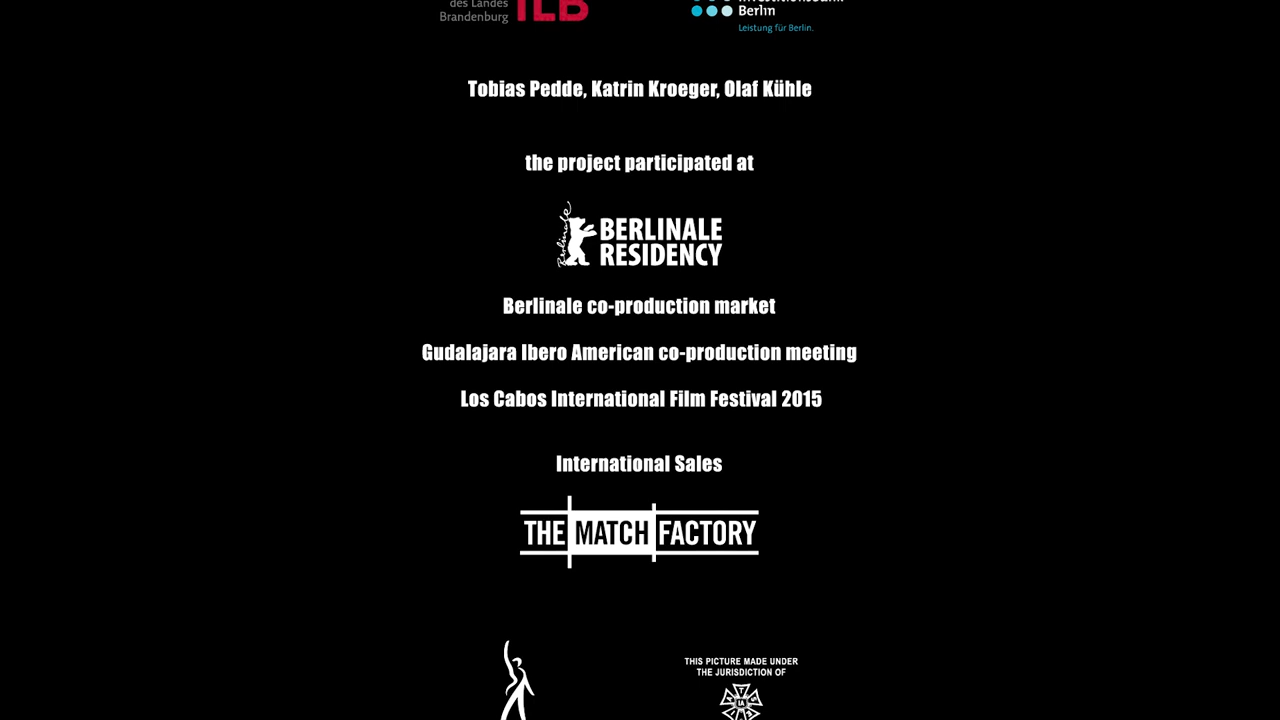 des Landes
Brandenburg
ILB
Berlin
Leistung für Berlin.
Tobias Pedde, Katrin Kroeger, Olaf Kühle
the project participated at
Berlinale
BERLINALE
RESIDENCY
Berlinale co-production market
Gudalajara Ibero American co-production meeting
Los Cabos International Film Festival 2015
International Sales
THE MATCH FACTORY
THIS PICTURE MADE UNDER
THE JURISDICTION OF
IA